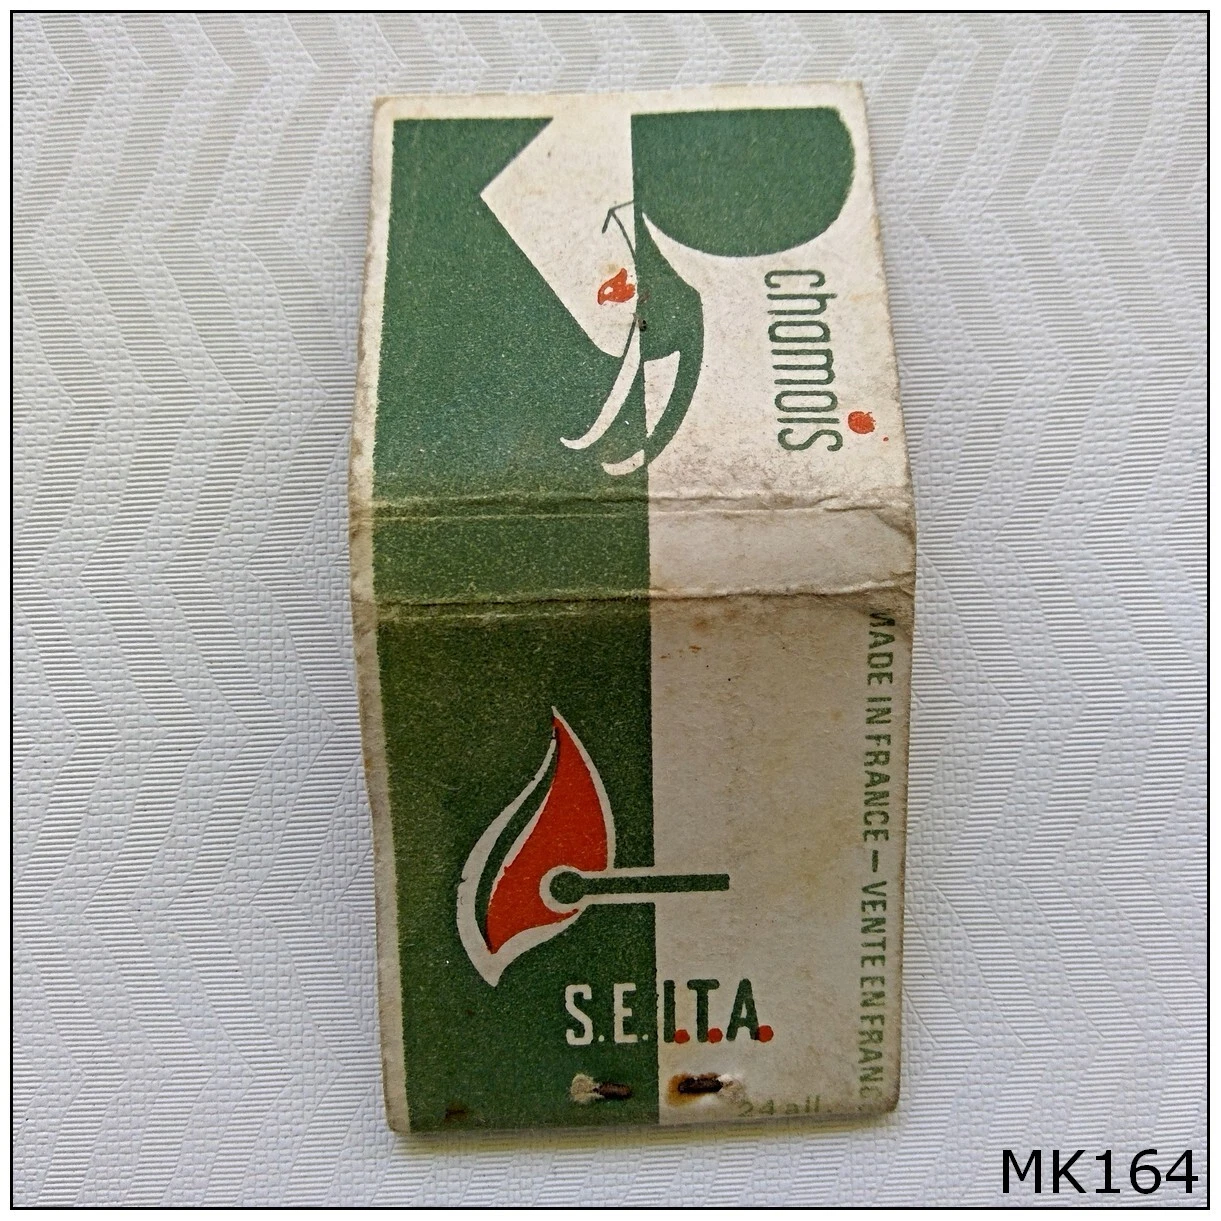 chamois
MADE IN FRANCE — VENTE EN FRANC
S.E.I.T.A.
24 all.
MK164